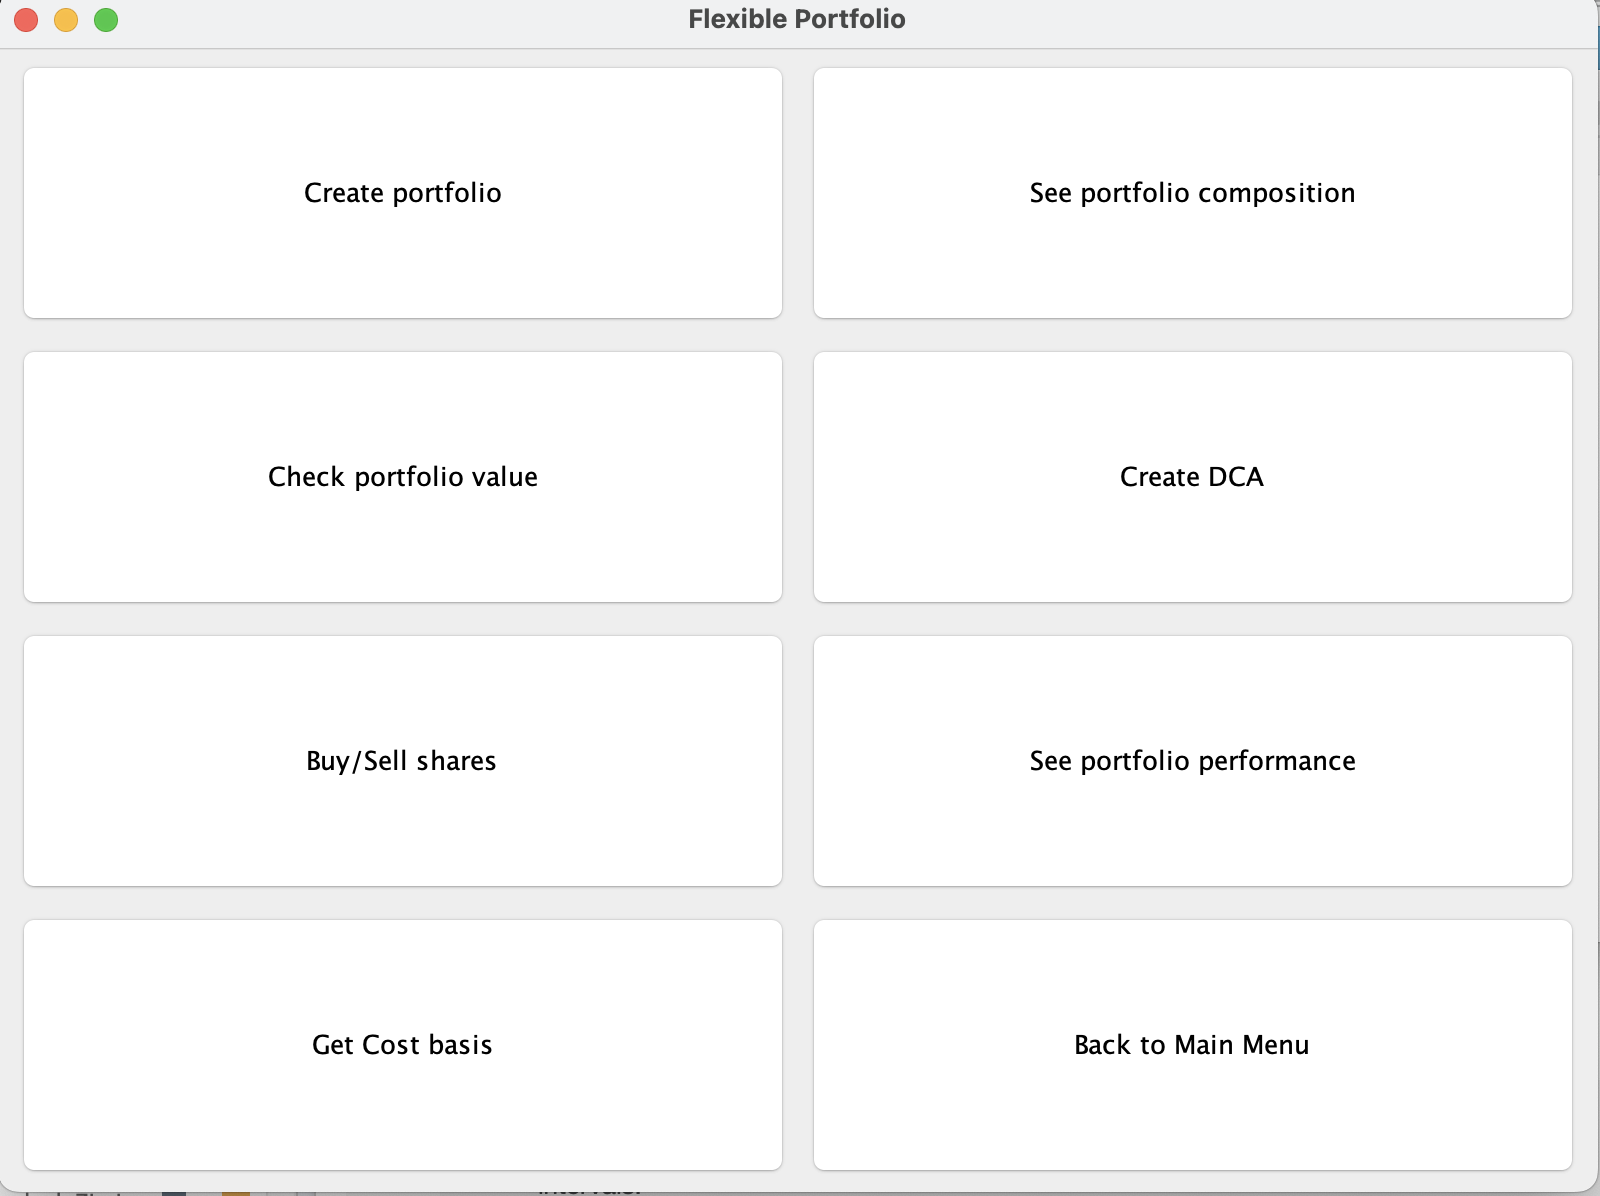 Flexible Portfolio
Create portfolio
See portfolio composition
Check portfolio value
Create DCA
Buy/Sell shares
See portfolio performance
Get Cost basis
Back to Main Menu